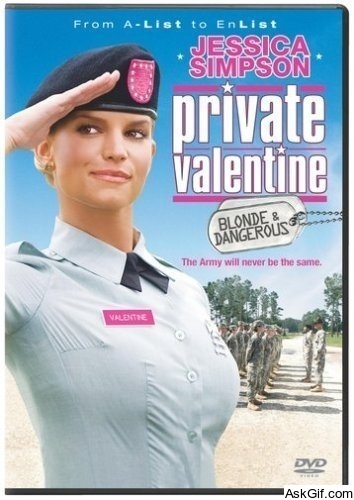 From A-List to EnList
JESSICA
SIMPSON
private
valentine
BLONDE &
DANGEROUS
The Army will never be the same.
VALENTINE
DVD
VIDEO
AskGif.com